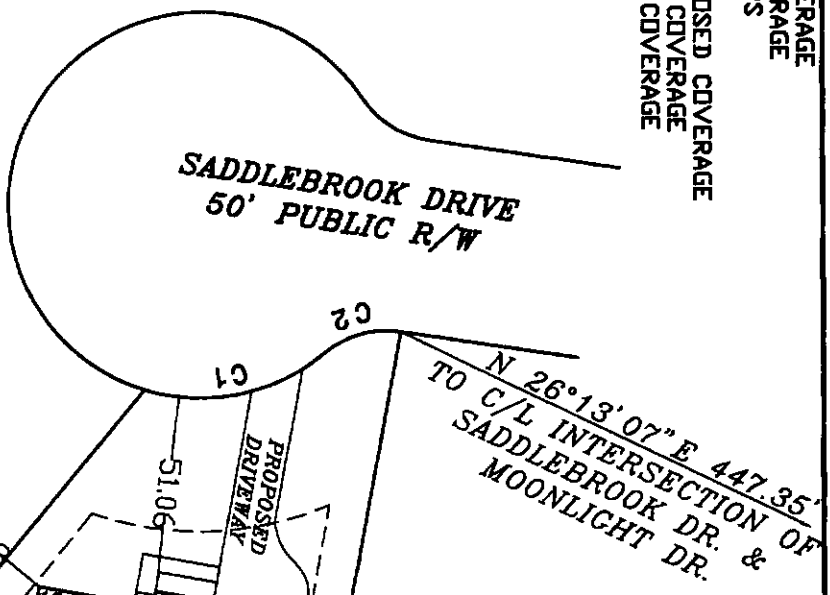 ERAGE
RAGE
S
OSED COVERAGE
COVERAGE
COVERAGE
SADDLEBROOK DRIVE
50' PUBLIC R/W
C2
C1
N 26°13'07"E 447.35'
TO C/L INTERSECTION OF
SADDLEBROOK DR. &
MOONLIGHT DR.
PROPOSED
DRIVEWAY
51.06